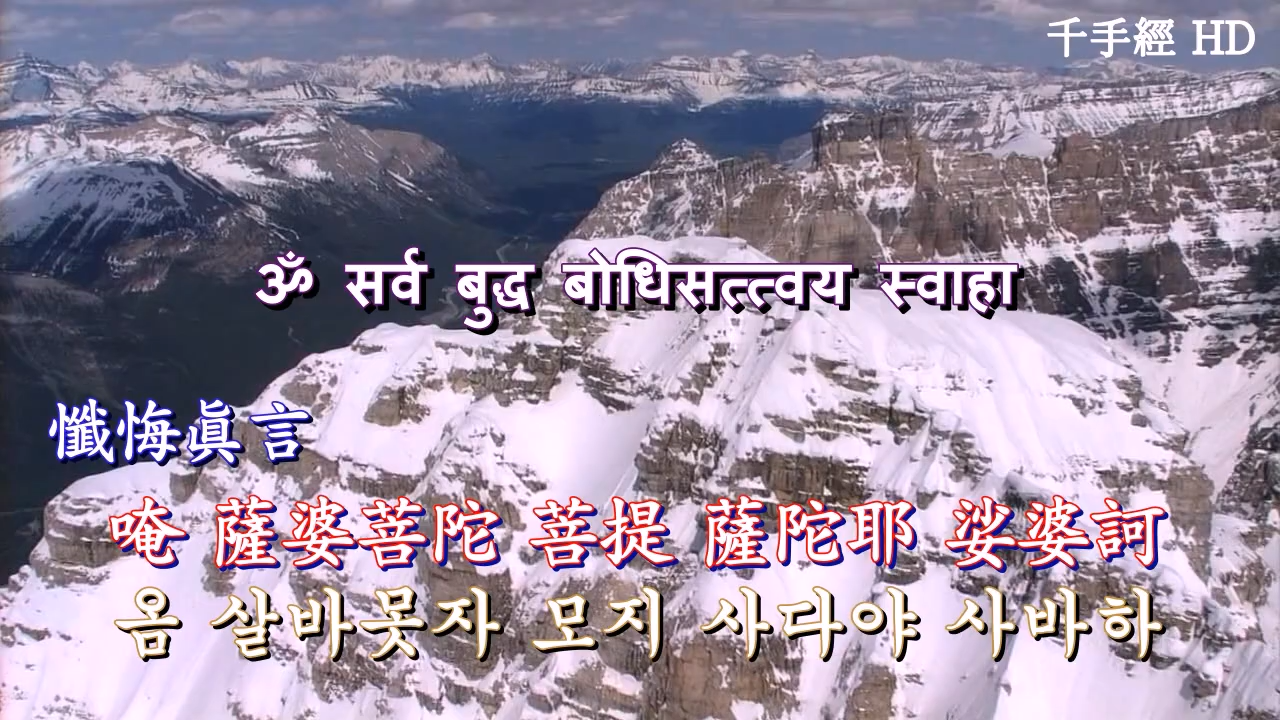 千手經 HD
ॐ सर्व बुद्ध बोधिसत्त्वय स्वाहा
懺悔眞言
唵 薩婆菩陀 菩提 薩陀耶 娑婆訶
옴 살바못자 모지 사다야 사바하